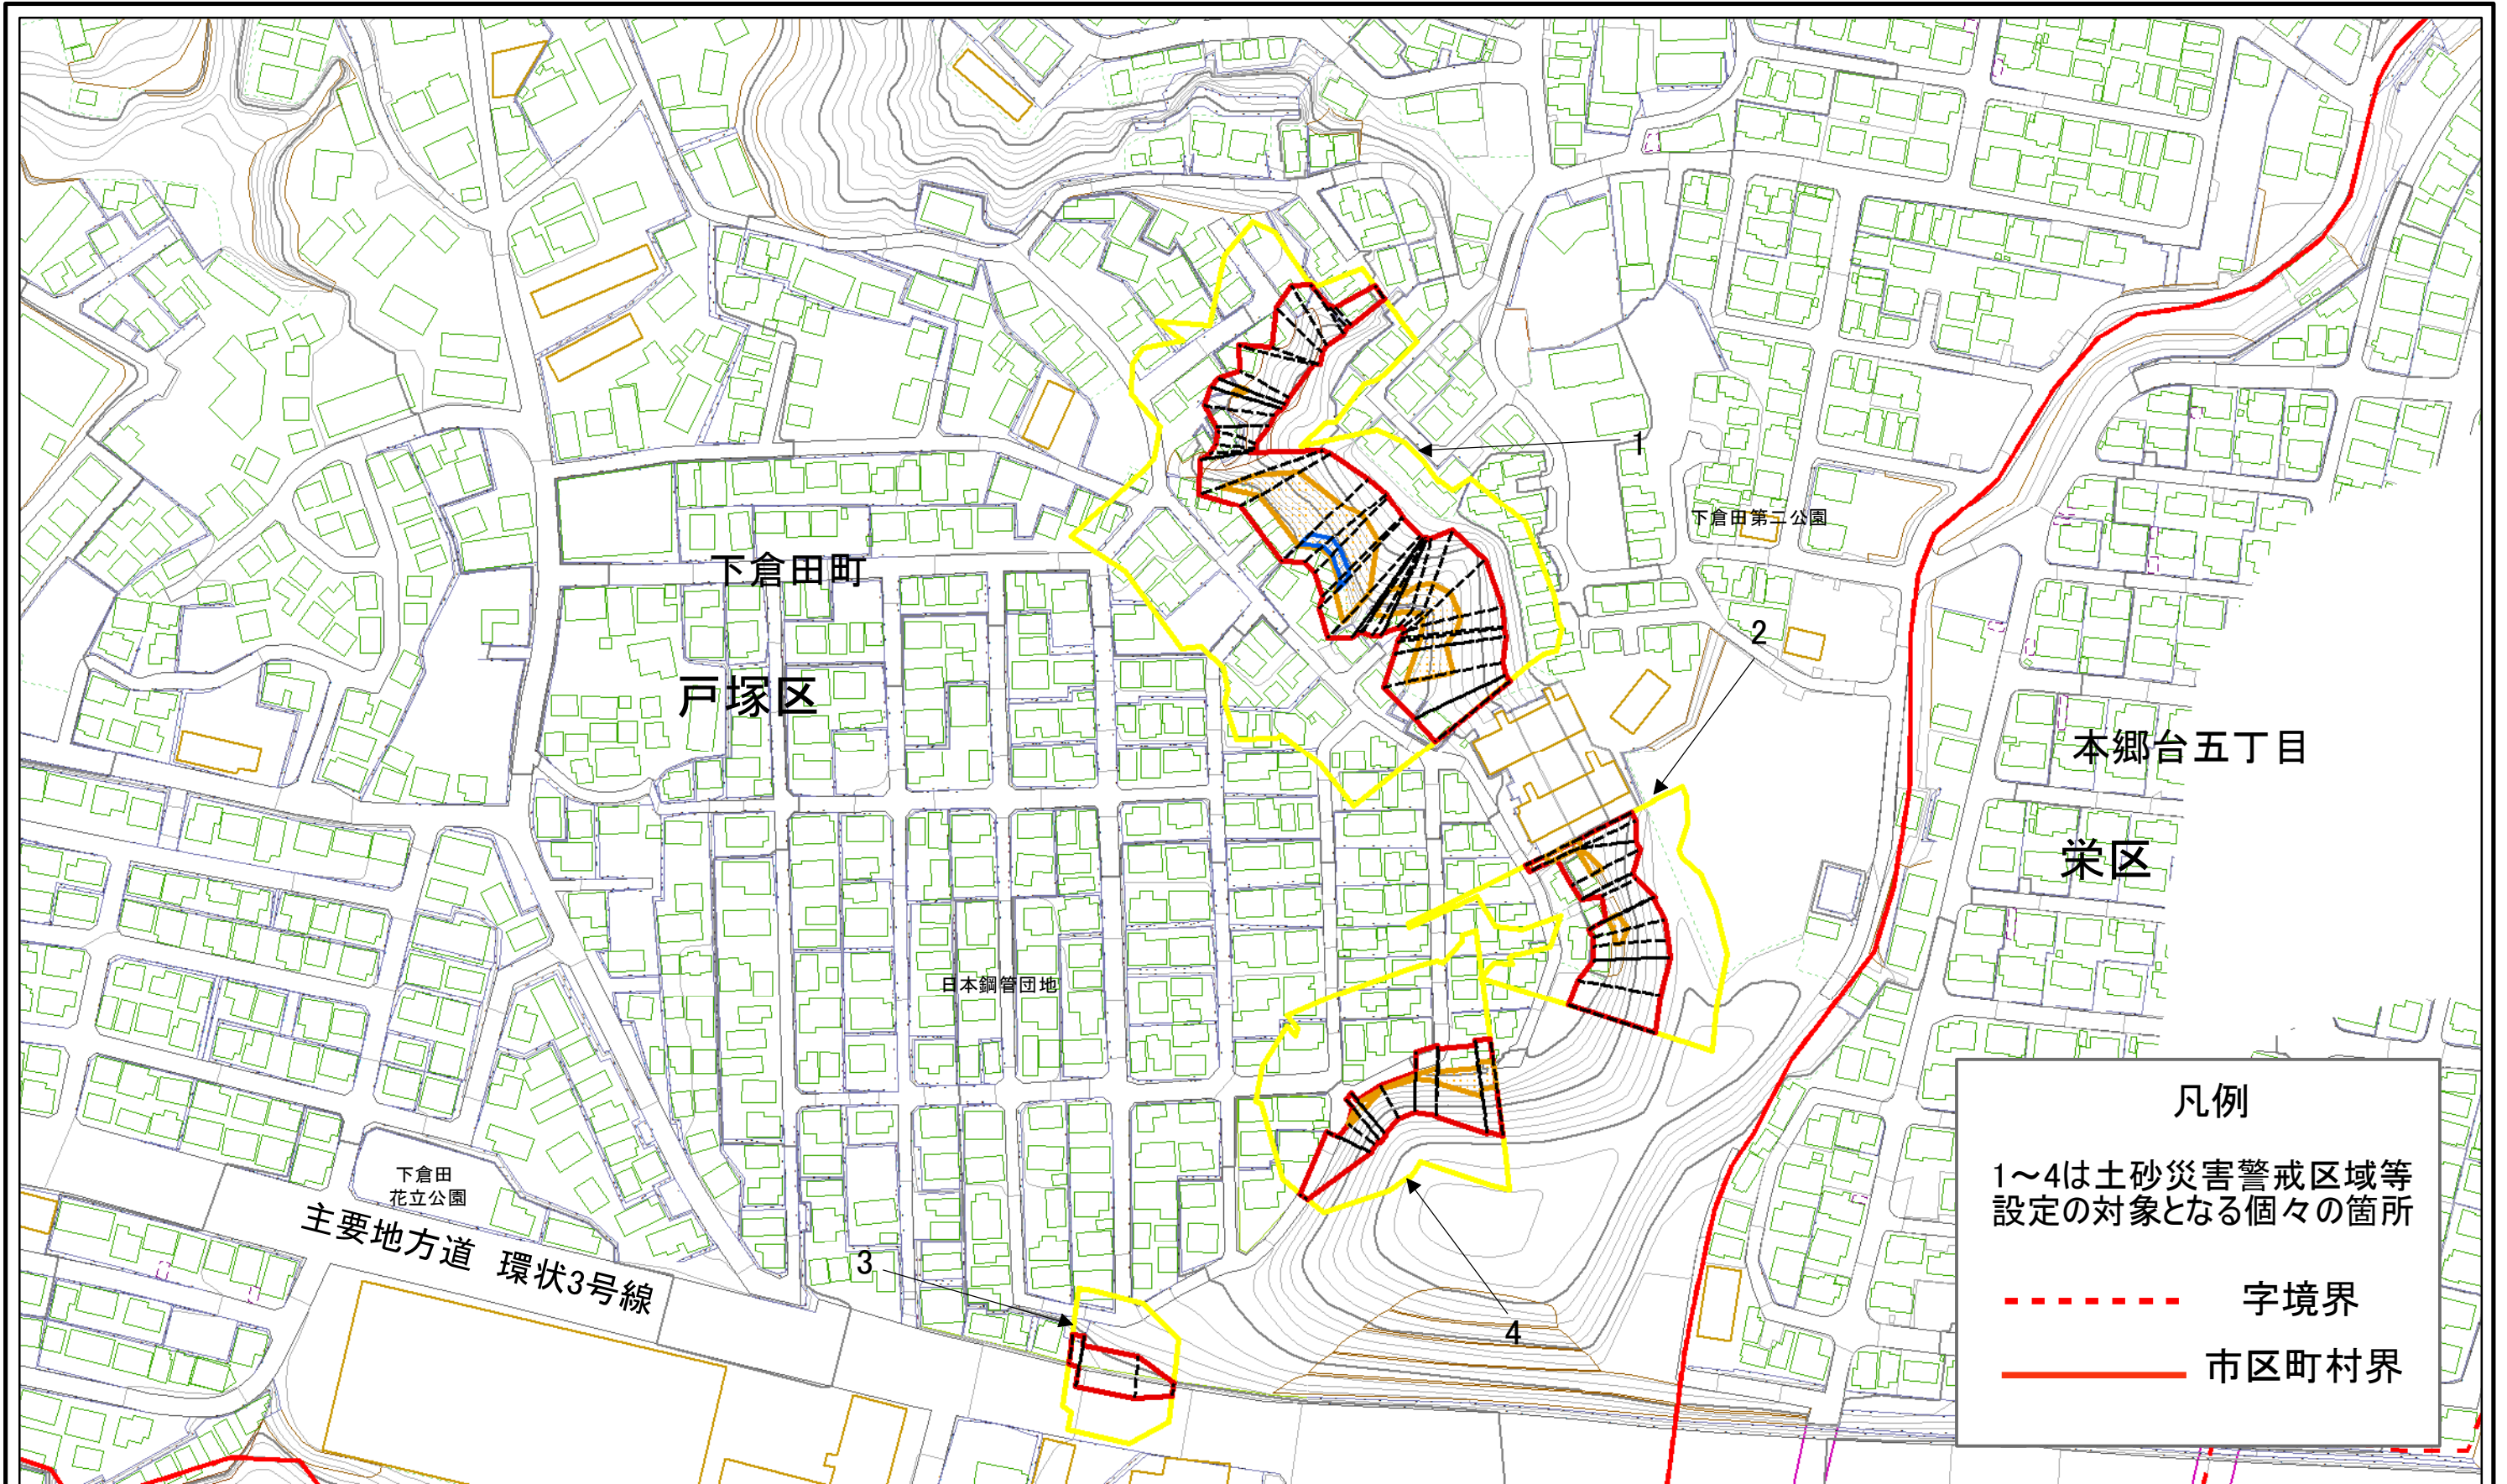 1
下倉田第二公園
下倉田町
2
戸塚区
本郷台五丁目
栄区
日本鋼管団地
下倉田
花立公園
主要地方道 環状3号線
3
4
凡例
1～4は土砂災害警戒区域等
設定の対象となる個々の箇所
字境界
市区町村界